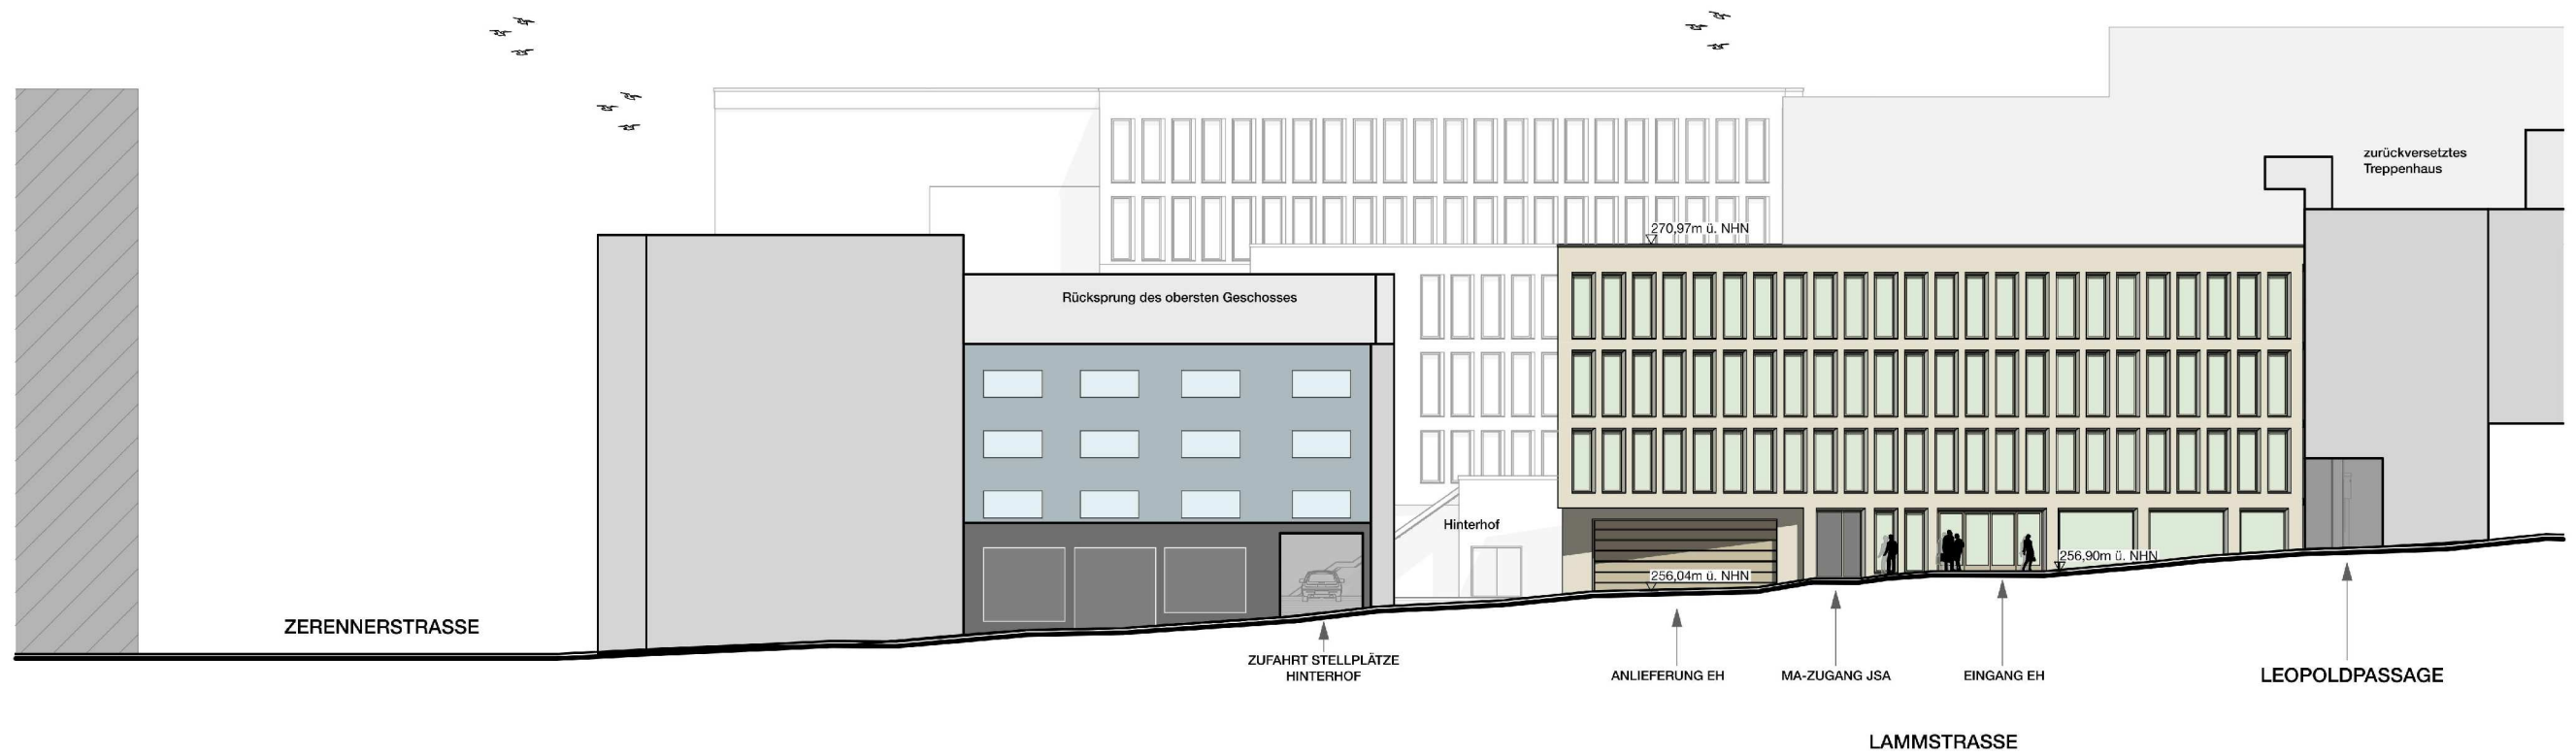 zurückversetztes
Treppenhaus
270,97m ü. NHN
Rücksprung des obersten Geschosses
Hinterhof
256,90m ü. NHN
256,04m ü. NHN
ZERENNERSTRASSE
ZUFAHRT STELLPLÄTZE
HINTERHOF
ANLIEFERUNG EH
MA-ZUGANG JSA
EINGANG EH
LEOPOLDPASSAGE
LAMMSTRASSE